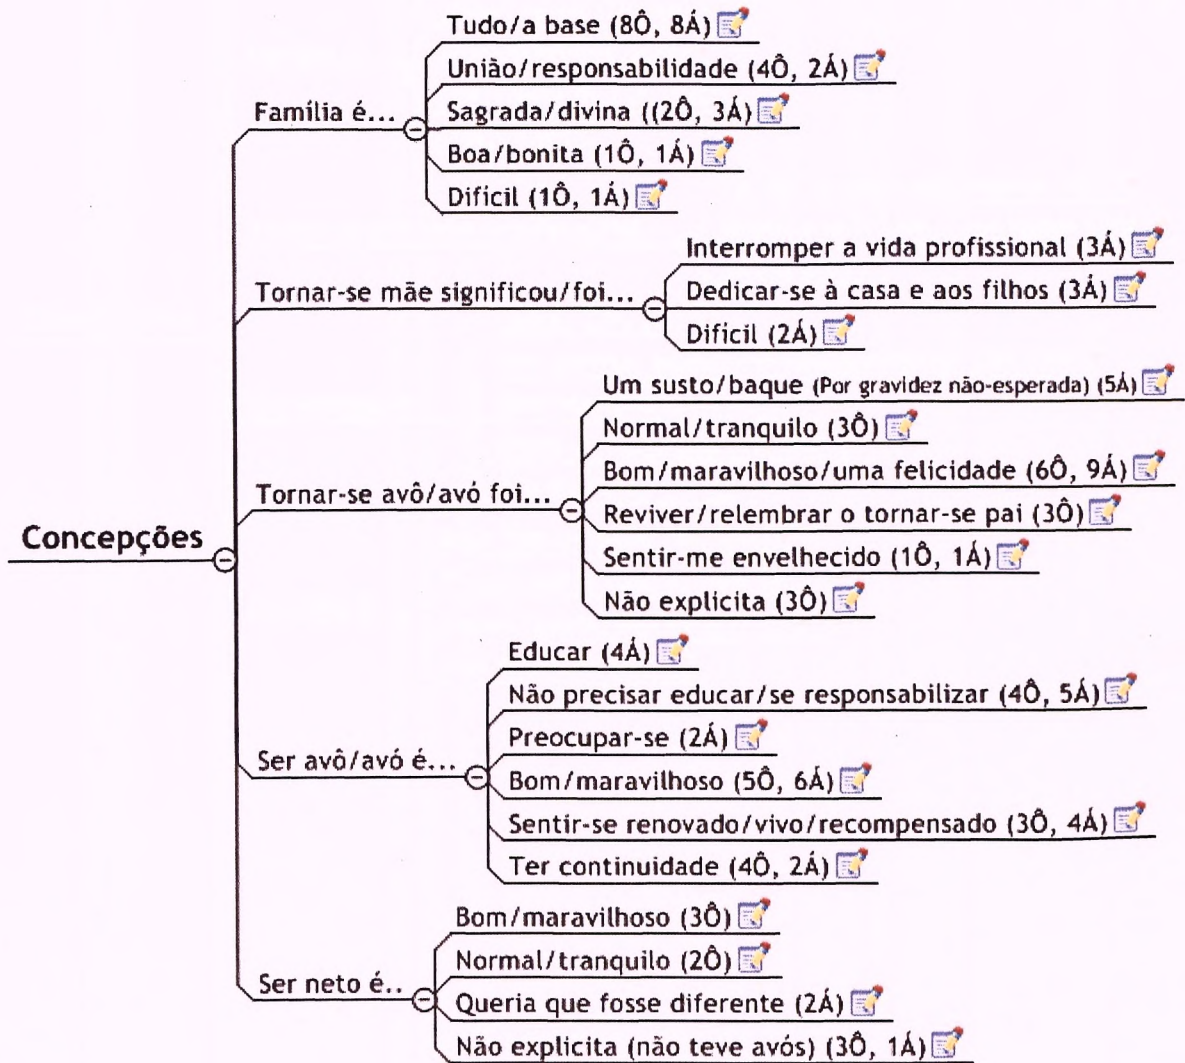 Concepções
Família é...
Tudo/a base (8Ô, 8Á)
União/responsabilidade (4Ô, 2Á)
Sagrada/divina ((2Ô, 3Á)
Boa/bonita (1Ô, 1Á)
Difícil (1Ô, 1Á)
Tornar-se mãe significou/foi...
Interromper a vida profissional (3Á)
Dedicar-se à casa e aos filhos (3Á)
Difícil (2Á)
Tornar-se avô/avó foi...
Um susto/baque (Por gravidez não-esperada) (5Á)
Normal/tranquilo (3Ô)
Bom/maravilhoso/uma felicidade (6Ô, 9Á)
Reviver/relembrar o tornar-se pai (3Ô)
Sentir-me envelhecido (1Ô, 1Á)
Não explicita (3Ô)
Ser avô/avó é...
Educar (4Á)
Não precisar educar/se responsabilizar (4Ô, 5Á)
Preocupar-se (2Á)
Bom/maravilhoso (5Ô, 6Á)
Sentir-se renovado/vivo/recompensado (3Ô, 4Á)
Ter continuidade (4Ô, 2Á)
Ser neto é..
Bom/maravilhoso (3Ô)
Normal/tranquilo (2Ô)
Queria que fosse diferente (2Á)
Não explicita (não teve avós) (3Ô, 1Á)